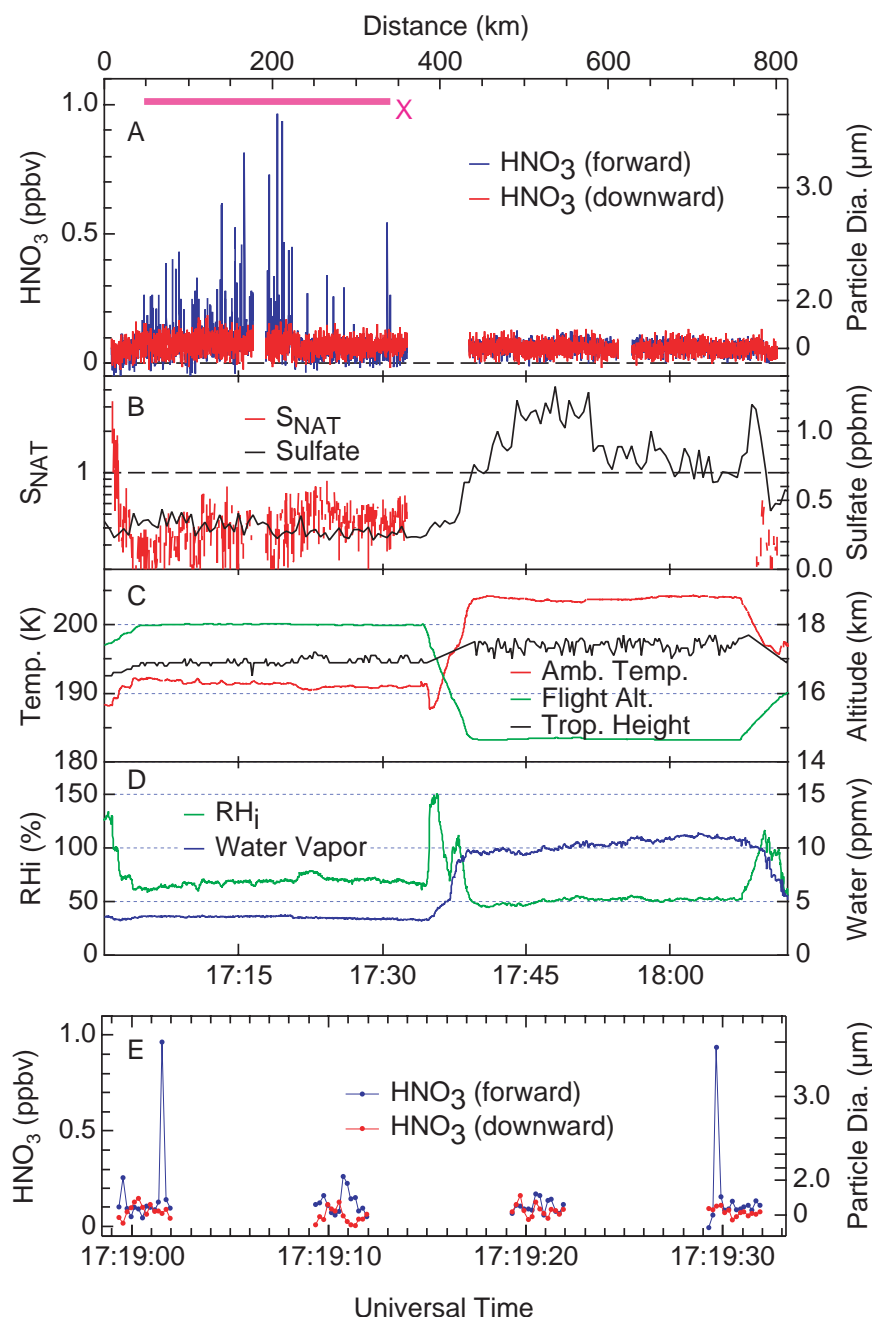 Distance (km)
0 200 400 600 800
A
X
HNO3 (ppbv)
1.0
0.5
0
HNO3 (forward)
HNO3 (downward)
Particle Dia. (µm)
3.0
2.0
0
B
SNAT
1
SNAT
Sulfate
Sulfate (ppbm)
1.0
0.5
0.0
C
Temp. (K)
200
190
180
Amb. Temp.
Flight Alt.
Trop. Height
Altitude (km)
18
16
14
D
RHi (%)
150
100
50
0
RHi
Water Vapor
Water (ppmv)
15
10
5
0
17:15 17:30 17:45 18:00
E
HNO3 (ppbv)
1.0
0.5
0
HNO3 (forward)
HNO3 (downward)
Particle Dia. (µm)
3.0
2.0
0
17:19:00 17:19:10 17:19:20 17:19:30
Universal Time